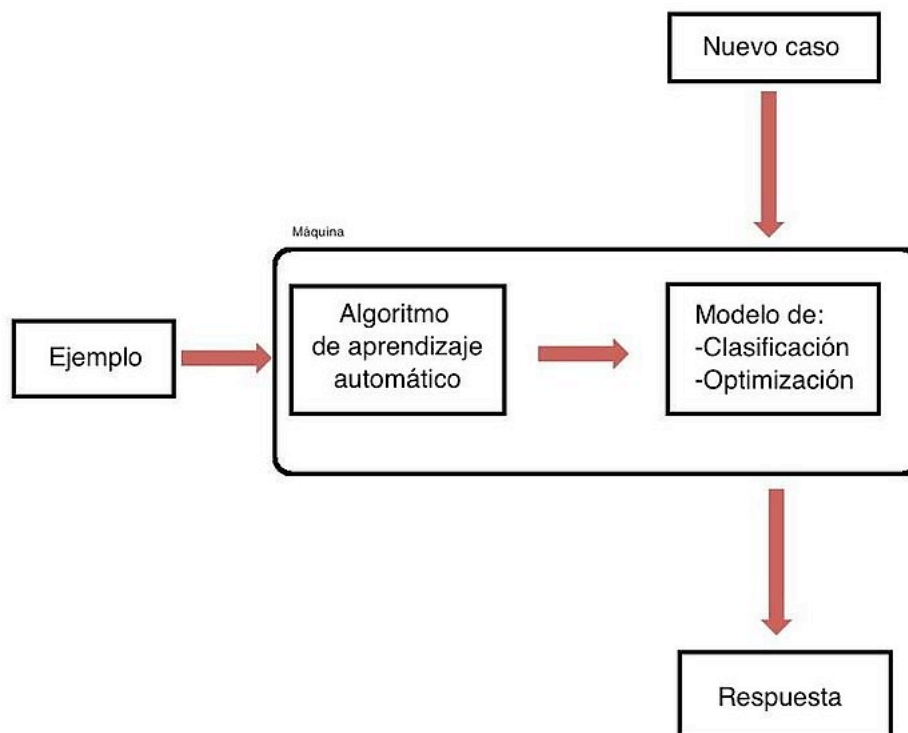 Nuevo caso
Máquina
Ejemplo
Algoritmo
de aprendizaje
automático
Modelo de:
-Clasificación
-Optimización
Respuesta